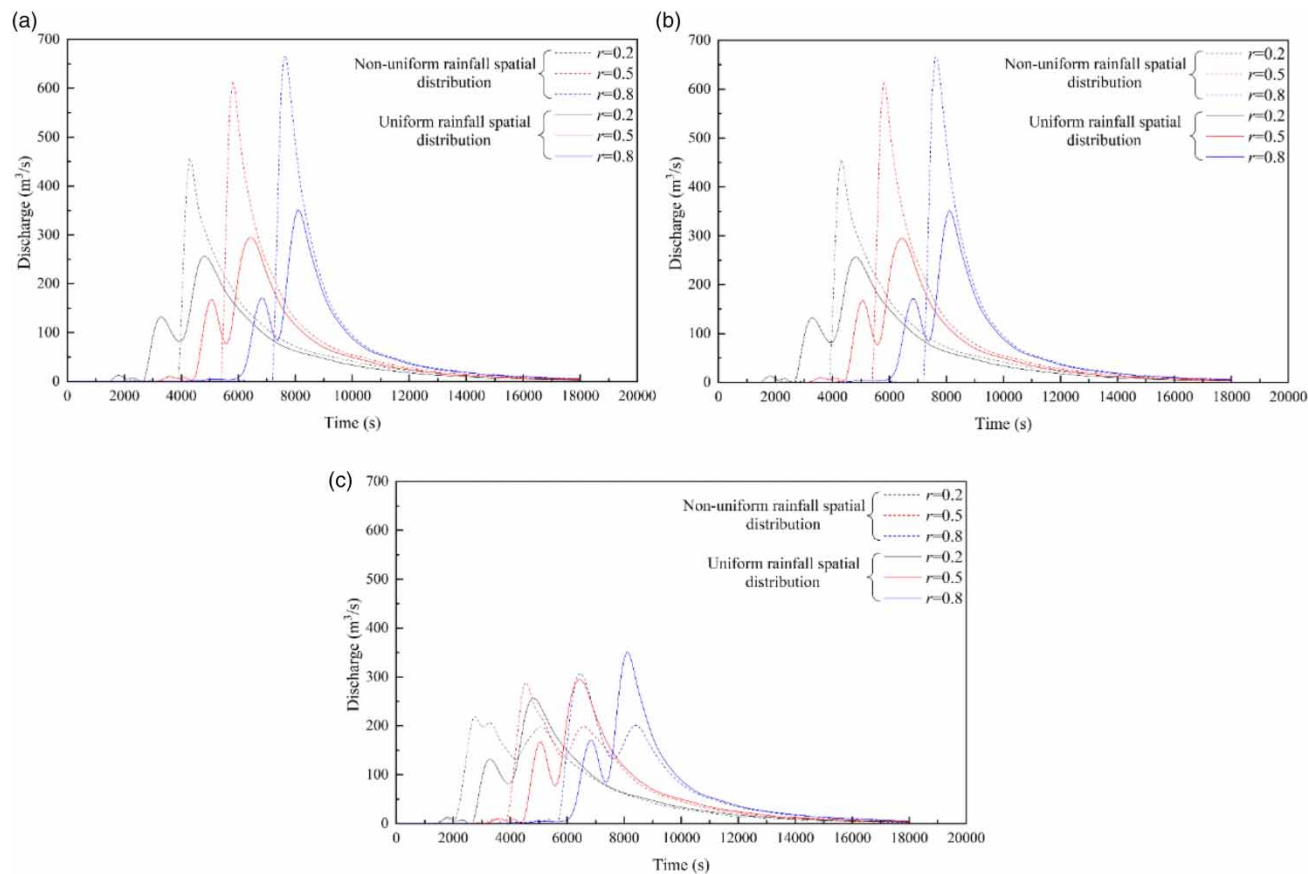 (a)
700
600
500
400
300
200
100
0
Discharge (m³/s)
0 2000 4000 6000 8000 10000 12000 14000 16000 18000 20000
Time (s)
Non-uniform rainfall spatial
distribution
r=0.2
r=0.5
r=0.8
Uniform rainfall spatial
distribution
r=0.2
r=0.5
r=0.8
(b)
700
600
500
400
300
200
100
0
Discharge (m³/s)
0 2000 4000 6000 8000 10000 12000 14000 16000 18000 20000
Time (s)
Non-uniform rainfall spatial
distribution
r=0.2
r=0.5
r=0.8
Uniform rainfall spatial
distribution
r=0.2
r=0.5
r=0.8
(c)
700
600
500
400
300
200
100
0
Discharge (m³/s)
0 2000 4000 6000 8000 10000 12000 14000 16000 18000 20000
Time (s)
Non-uniform rainfall spatial
distribution
r=0.2
r=0.5
r=0.8
Uniform rainfall spatial
distribution
r=0.2
r=0.5
r=0.8